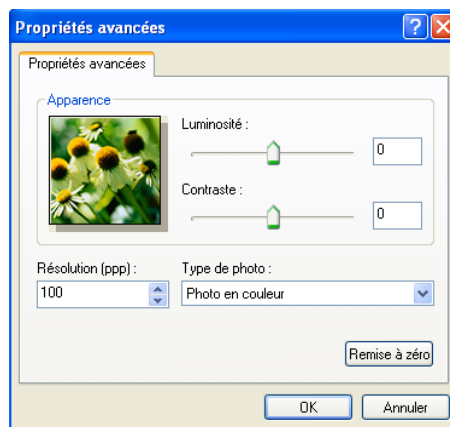 Propriétés avancées
Propriétés avancées
Apparence
Luminosité :
0
Contraste :
0
Résolution (ppp) :
100
Type de photo :
Photo en couleur
Remise à zéro
OK
Annuler